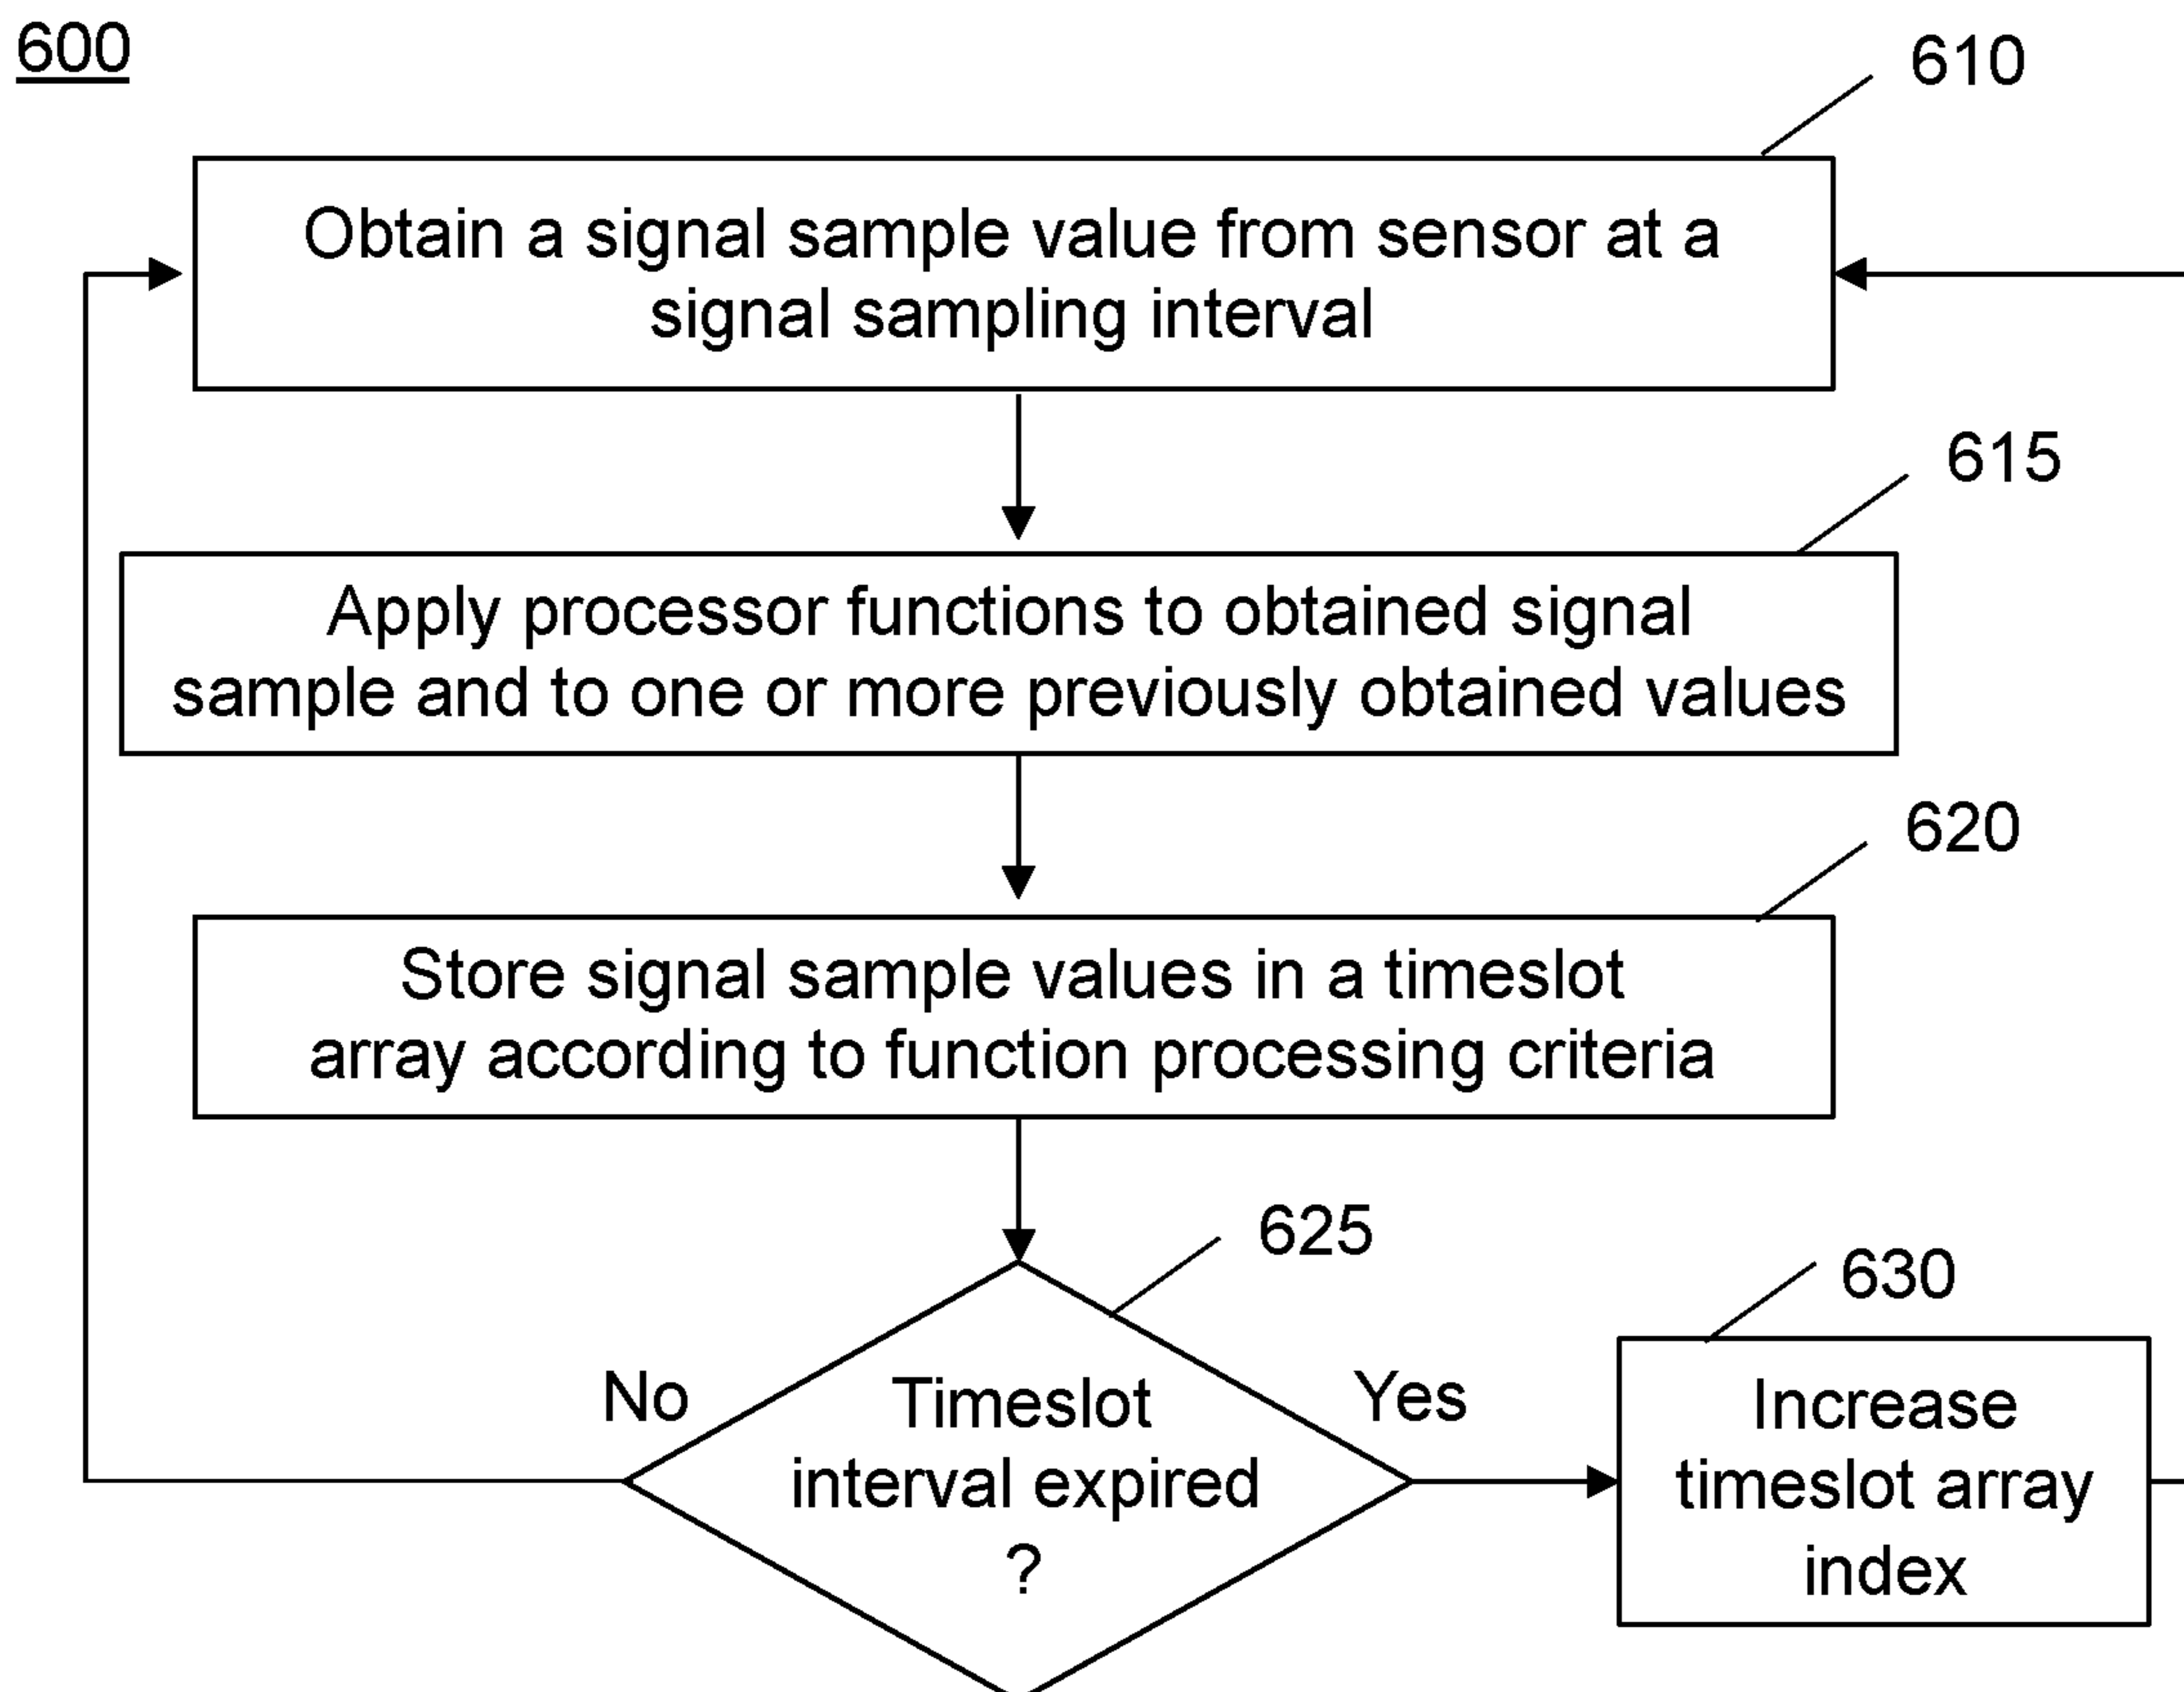 600
610
Obtain a signal sample value from sensor at a
signal sampling interval
615
Apply processor functions to obtained signal
sample and to one or more previously obtained values
620
Store signal sample values in a timeslot
array according to function processing criteria
625
630
No
Timeslot
interval expired
?
Yes
Increase
timeslot array
index